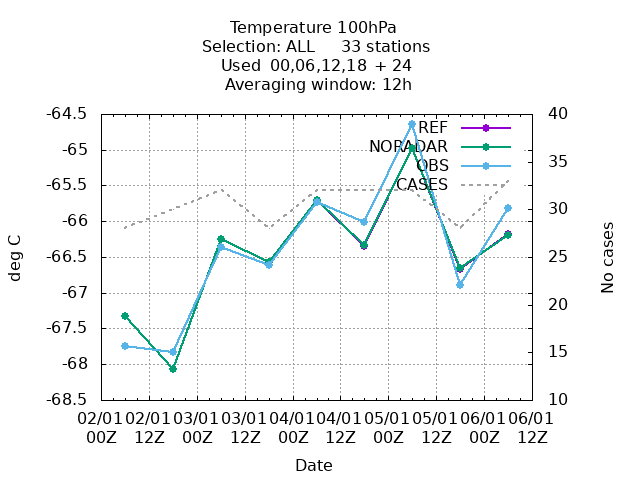 Temperature 100hPa
Selection: ALL 33 stations
Used 00,06,12,18 + 24
Averaging window: 12h
-64.5
-65
-65.5
-66
-66.5
-67
-67.5
-68
-68.5
deg C
40
35
30
25
20
15
10
No cases
REF
NORADAR
OBS
CASES
02/01 02/01 03/01 03/01 04/01 04/01 05/01 05/01 06/01 06/01
00Z 12Z 00Z 12Z 00Z 12Z 00Z 12Z 00Z 12Z
Date